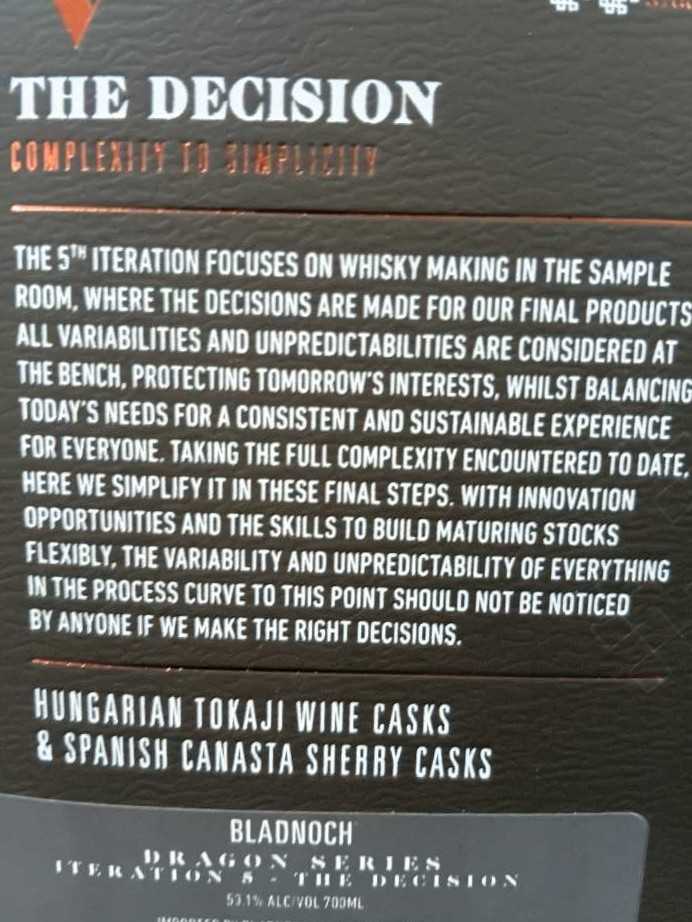 THE DECISION
COMPLEXITY TO SIMPLICITY
THE 5TH ITERATION FOCUSES ON WHISKY MAKING IN THE SAMPLE
ROOM, WHERE THE DECISIONS ARE MADE FOR OUR FINAL PRODUCTS
ALL VARIABILITIES AND UNPREDICTABILITIES ARE CONSIDERED AT
THE BENCH, PROTECTING TOMORROW'S INTERESTS, WHILST BALANCING
TODAY'S NEEDS FOR A CONSISTENT AND SUSTAINABLE EXPERIENCE
FOR EVERYONE. TAKING THE FULL COMPLEXITY ENCOUNTERED TO DATE,
HERE WE SIMPLIFY IT IN THESE FINAL STEPS. WITH INNOVATION
OPPORTUNITIES AND THE SKILLS TO BUILD MATURING STOCKS
FLEXIBLY, THE VARIABILITY AND UNPREDICTABILITY OF EVERYTHING
IN THE PROCESS CURVE TO THIS POINT SHOULD NOT BE NOTICED
BY ANYONE IF WE MAKE THE RIGHT DECISIONS.
HUNGARIAN TOKAJI WINE CASKS
& SPANISH CANASTA SHERRY CASKS
BLADNOCH
DRAGON SERIES
ITERATION 5 - THE DECISION
53.1% ALC/VOL 700ML